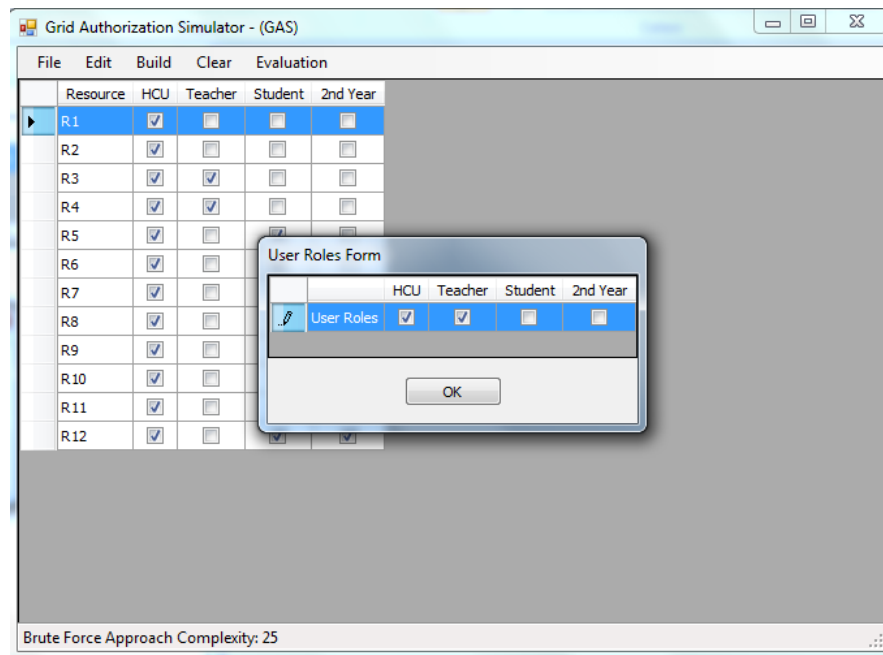 Grid Authorization Simulator - (GAS)
File Edit Build Clear Evaluation
Resource HCU Teacher Student 2nd Year
R1
R2
R3
R4
R5
R6
R7
R8
R9
R10
R11
R12
User Roles Form
HCU Teacher Student 2nd Year
User Roles
OK
Brute Force Approach Complexity: 25